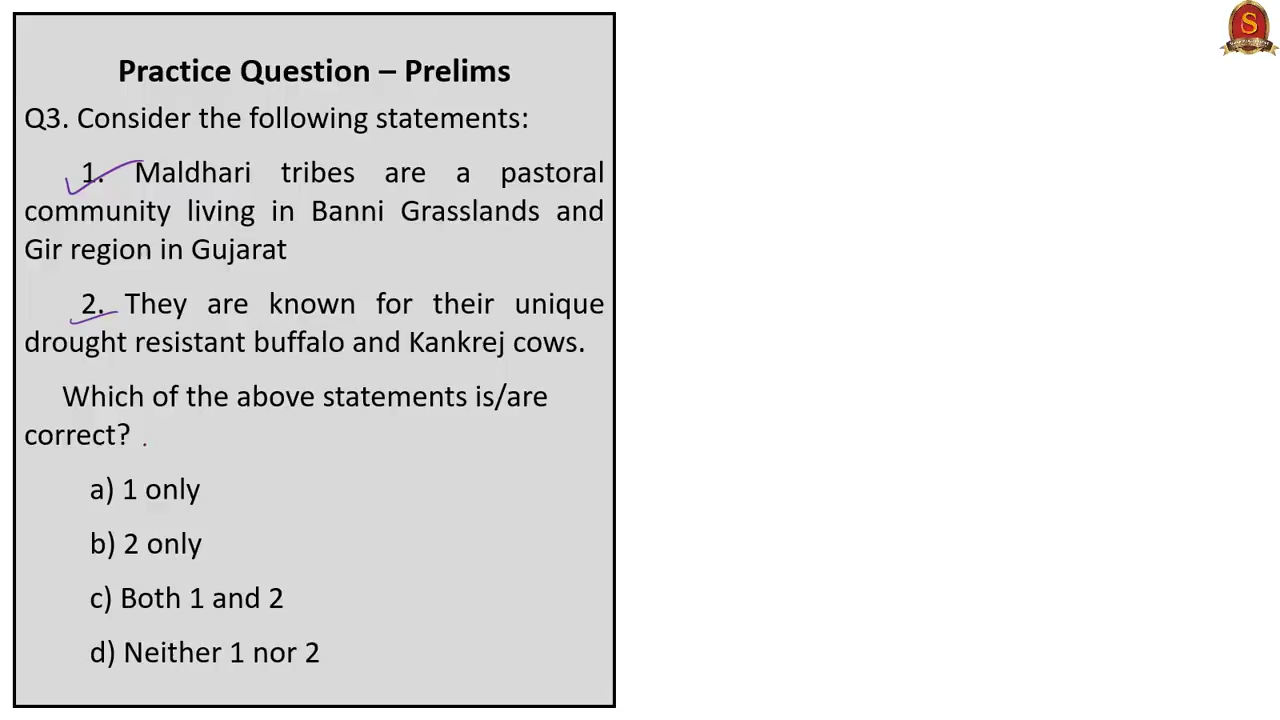 Practice Question – Prelims
Q3. Consider the following statements:
1. Maldhari tribes are a pastoral
community living in Banni Grasslands and
Gir region in Gujarat
2. They are known for their unique
drought resistant buffalo and Kankrej cows.
Which of the above statements is/are
correct? .
a) 1 only
b) 2 only
c) Both 1 and 2
d) Neither 1 nor 2
S